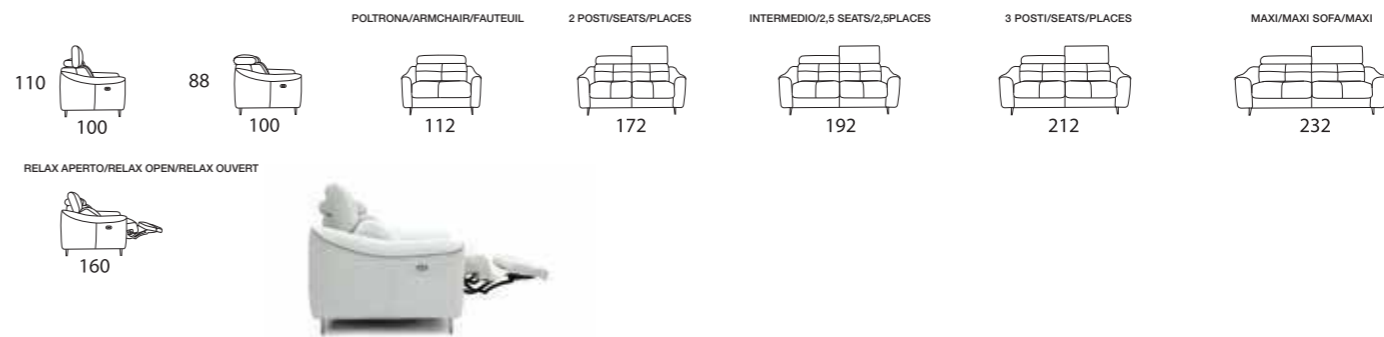 POLTRONA/ARMCHAIR/FAUTEUIL 2 POSTI/SEATS/PLACES INTERMEDIO/2,5 SEATS/2,5PLACES 3 POSTI/SEATS/PLACES MAXI/MAXI SOFA/MAXI
110 88
100 100 112 172 192 212 232
RELAX APERTO/RELAX OPEN/RELAX OUVERT
160